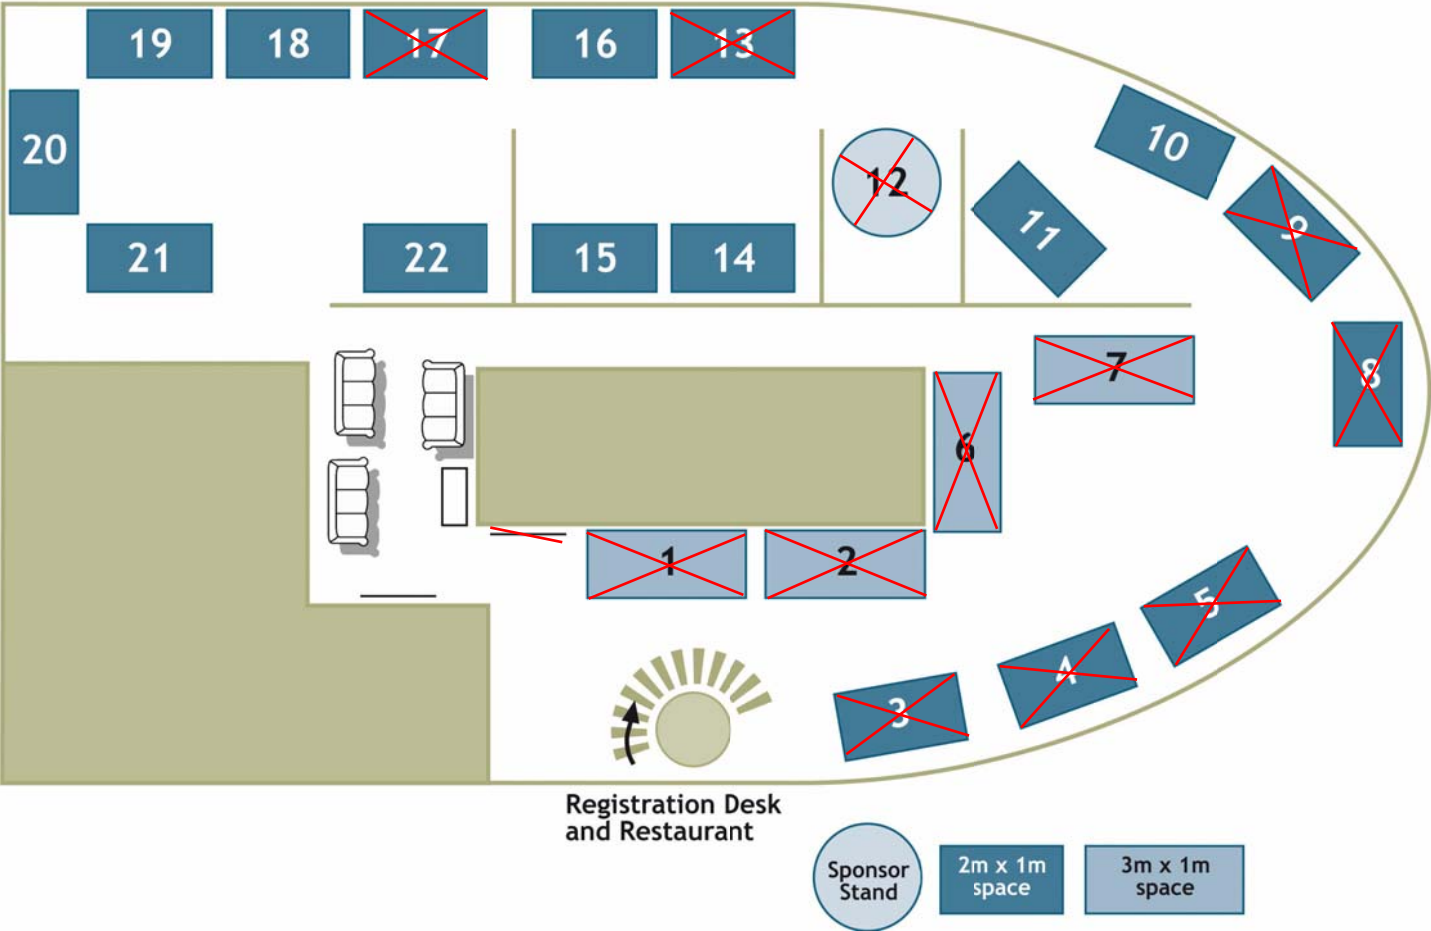 19
18
17
16
13
20
10
12
11
9
21
22
15
14
7
8
6
1
2
5
4
3
Registration Desk
and Restaurant
Sponsor
Stand
2m x 1m
space
3m x 1m
space